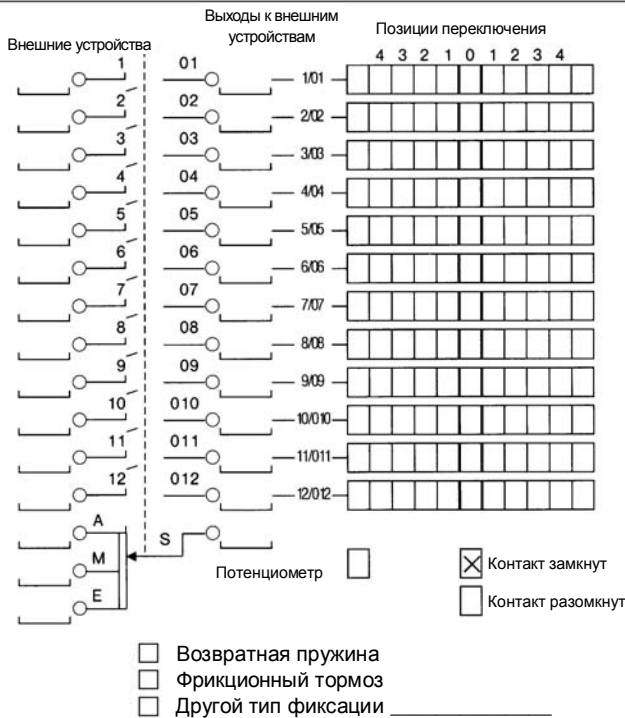 Выходы к внешним
устройствам
Позиции переключения
Внешние устройства
4 3 2 1 0 1 2 3 4
1 01 1/01
2 02 2/02
3 03 3/03
4 04 4/04
5 05 5/05
6 06 6/06
7 07 7/07
8 08 8/08
9 09 9/09
10 010 10/010
11 011 11/011
12 012 12/012
A
S
M
E
Потенциометр
Контакт замкнут
Контакт разомкнут
Возвратная пружина
Фрикционный тормоз
Другой тип фиксации